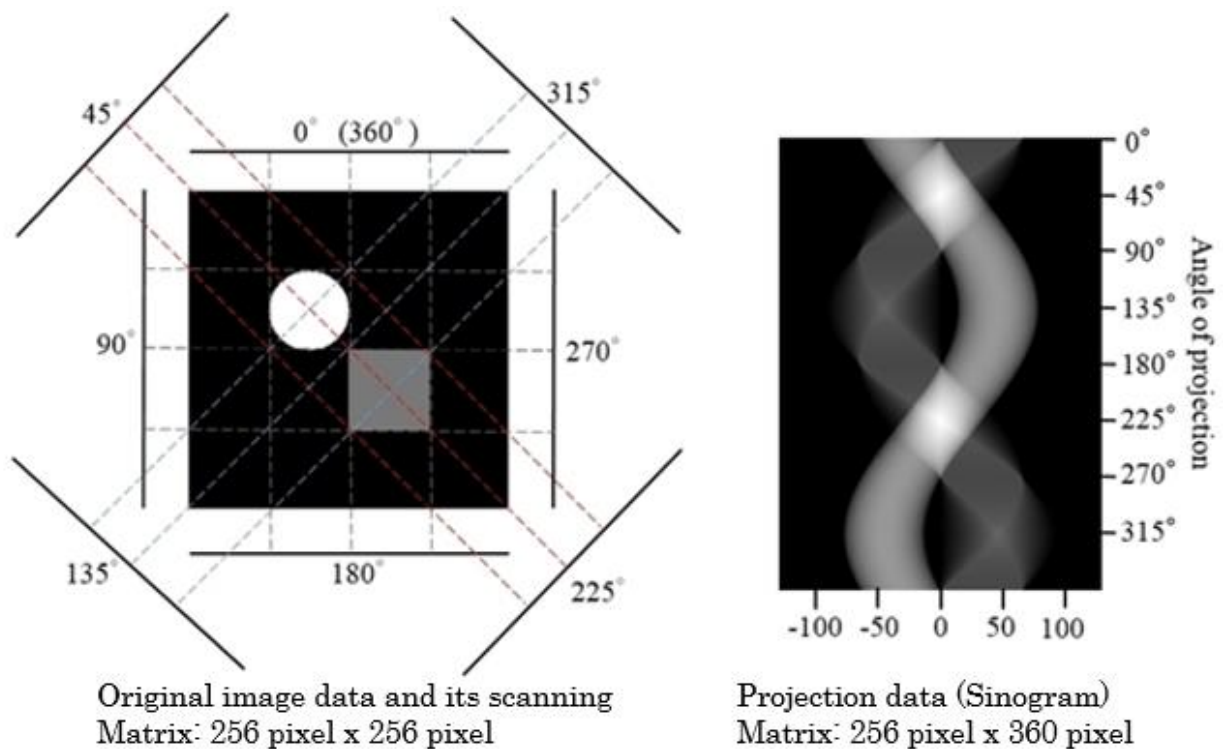 45°
0° (360°)
315°
90°
270°
135°
180°
225°
Original image data and its scanning
Matrix: 256 pixel x 256 pixel
0°
45°
90°
135°
180°
225°
270°
315°
Angle of projection
-100 -50 0 50 100
Projection data (Sinogram)
Matrix: 256 pixel x 360 pixel